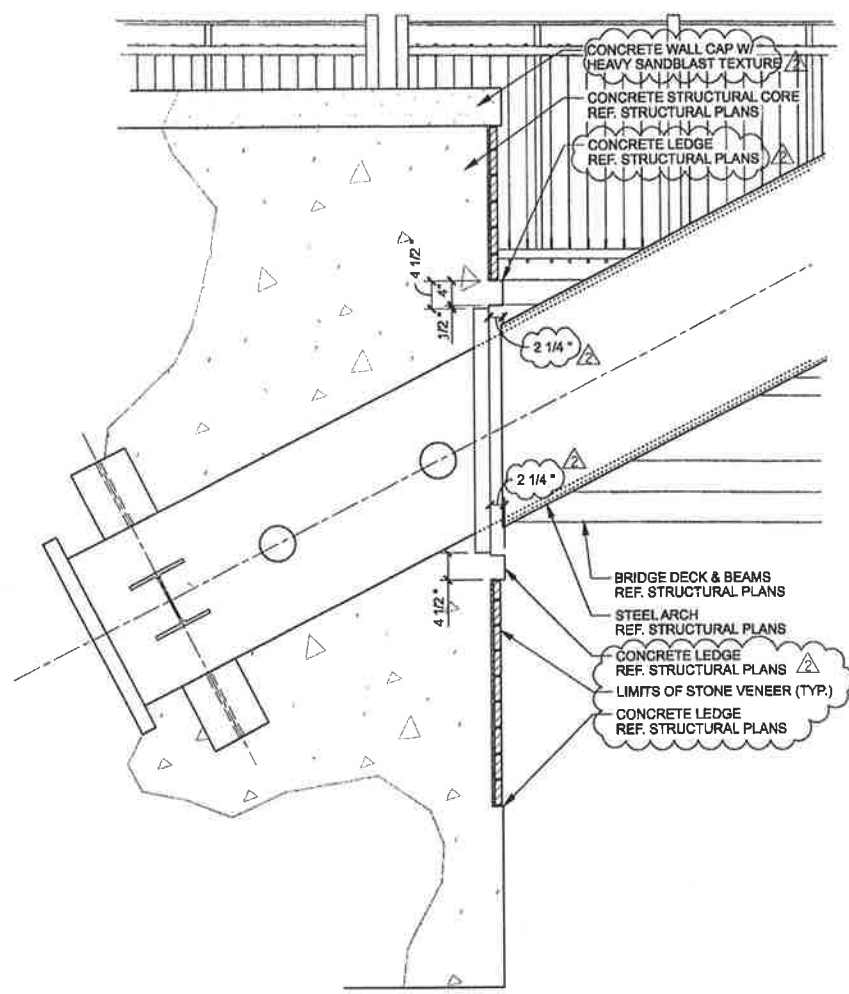 CONCRETE WALL CAP W/
HEAVY SANDBLAST TEXTURE 2
CONCRETE STRUCTURAL CORE
REF. STRUCTURAL PLANS
CONCRETE LEDGE
REF. STRUCTURAL PLANS 2
4 1/2"
4"
1/2"
2 1/4" 2
2 1/4" 2
4 1/2"
BRIDGE DECK & BEAMS
REF. STRUCTURAL PLANS
STEEL ARCH
REF. STRUCTURAL PLANS
CONCRETE LEDGE
REF. STRUCTURAL PLANS 2
LIMITS OF STONE VENEER (TYP.)
CONCRETE LEDGE
REF. STRUCTURAL PLANS